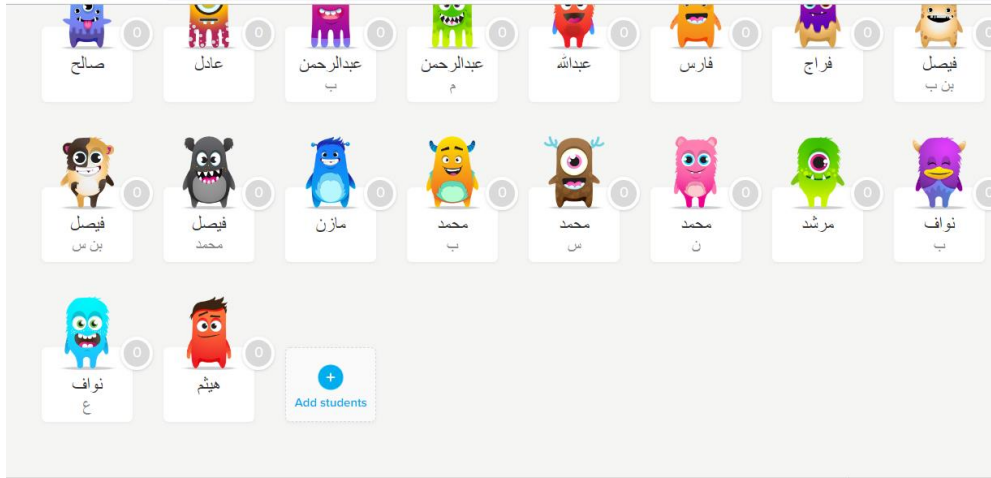 0
صالح
0
عادل
0
عبدالرحمن
ب
0
عبدالرحمن
م
0
عبدالله
0
فارس
0
فراج
فيصل
بن ب
0
فيصل
بن س
0
فيصل
محمد
0
مازن
0
محمد
ب
0
محمد
س
0
محمد
ن
0
مرشد
نواف
ب
0
نواف
ع
0
هيثم
+
Add students